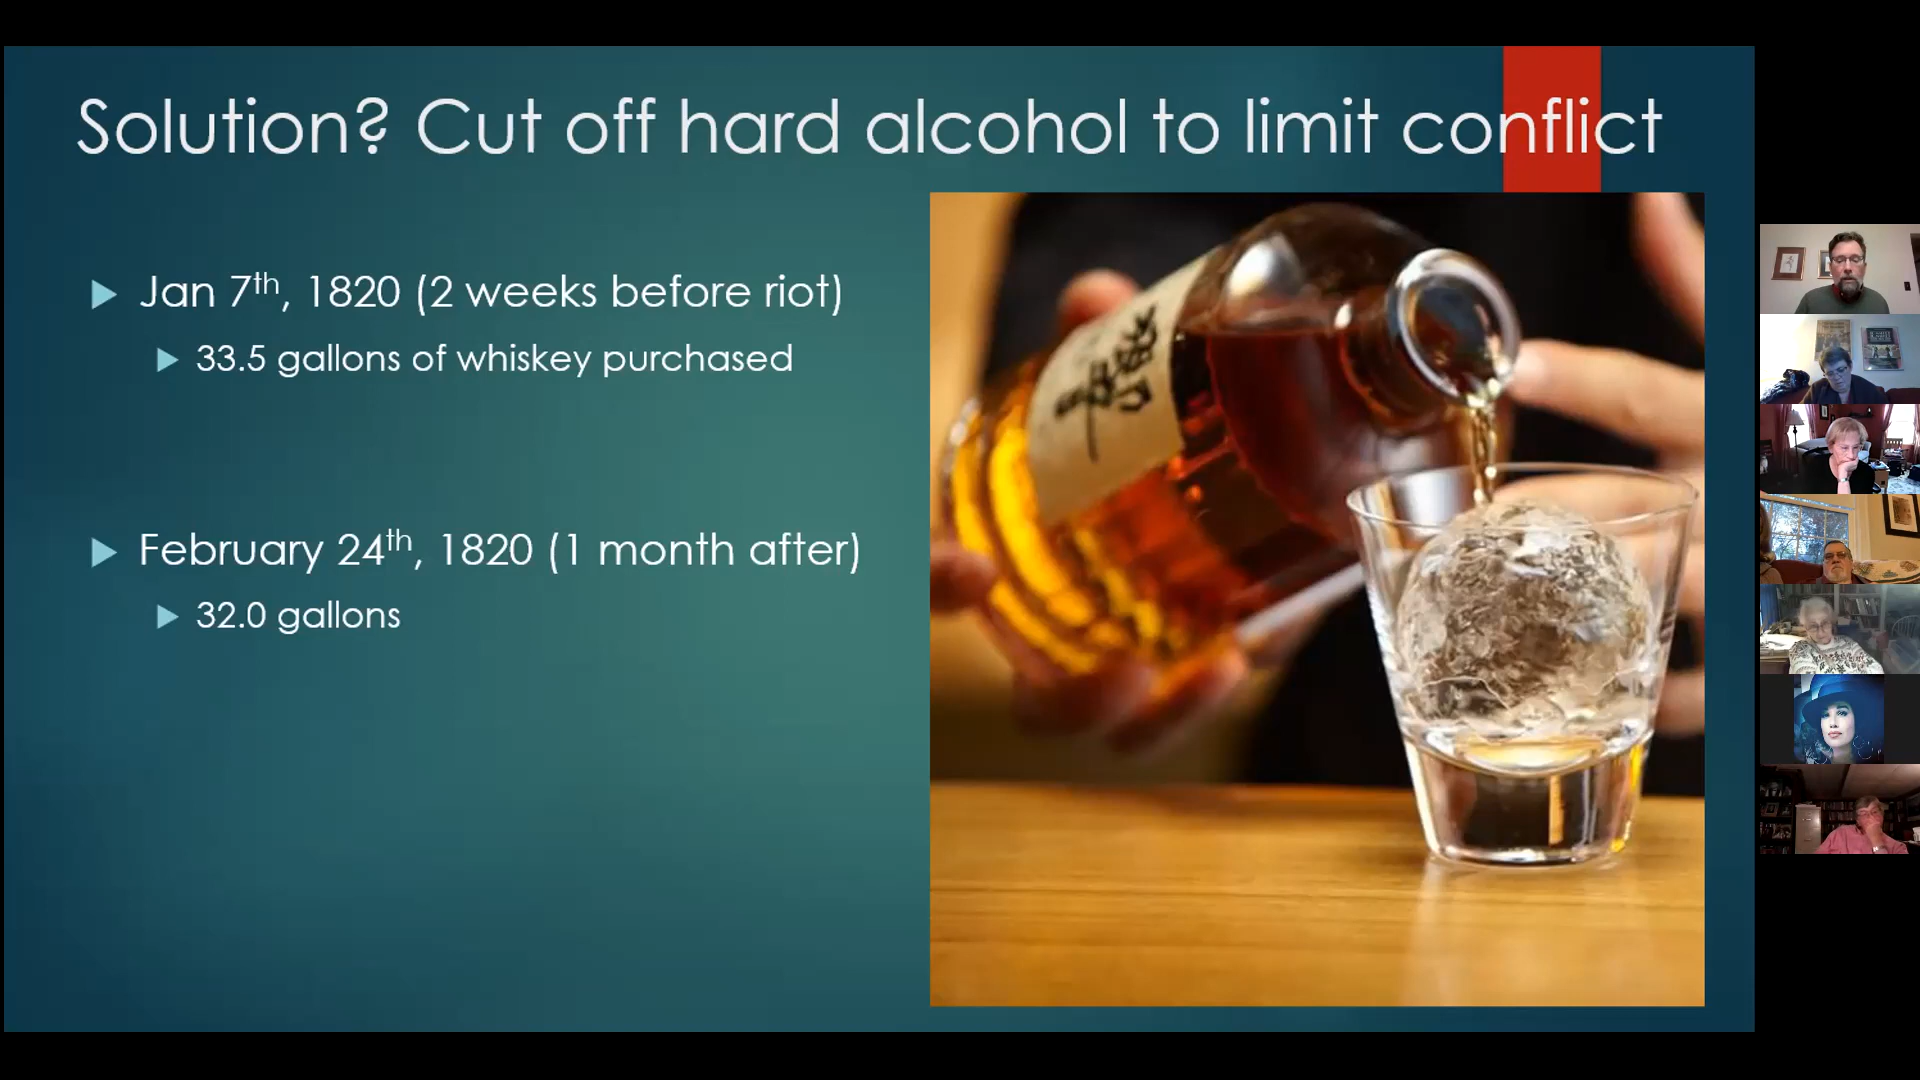 Solution? Cut off hard alcohol to limit conflict
Jan 7th, 1820 (2 weeks before riot)
33.5 gallons of whiskey purchased
February 24th, 1820 (1 month after)
32.0 gallons